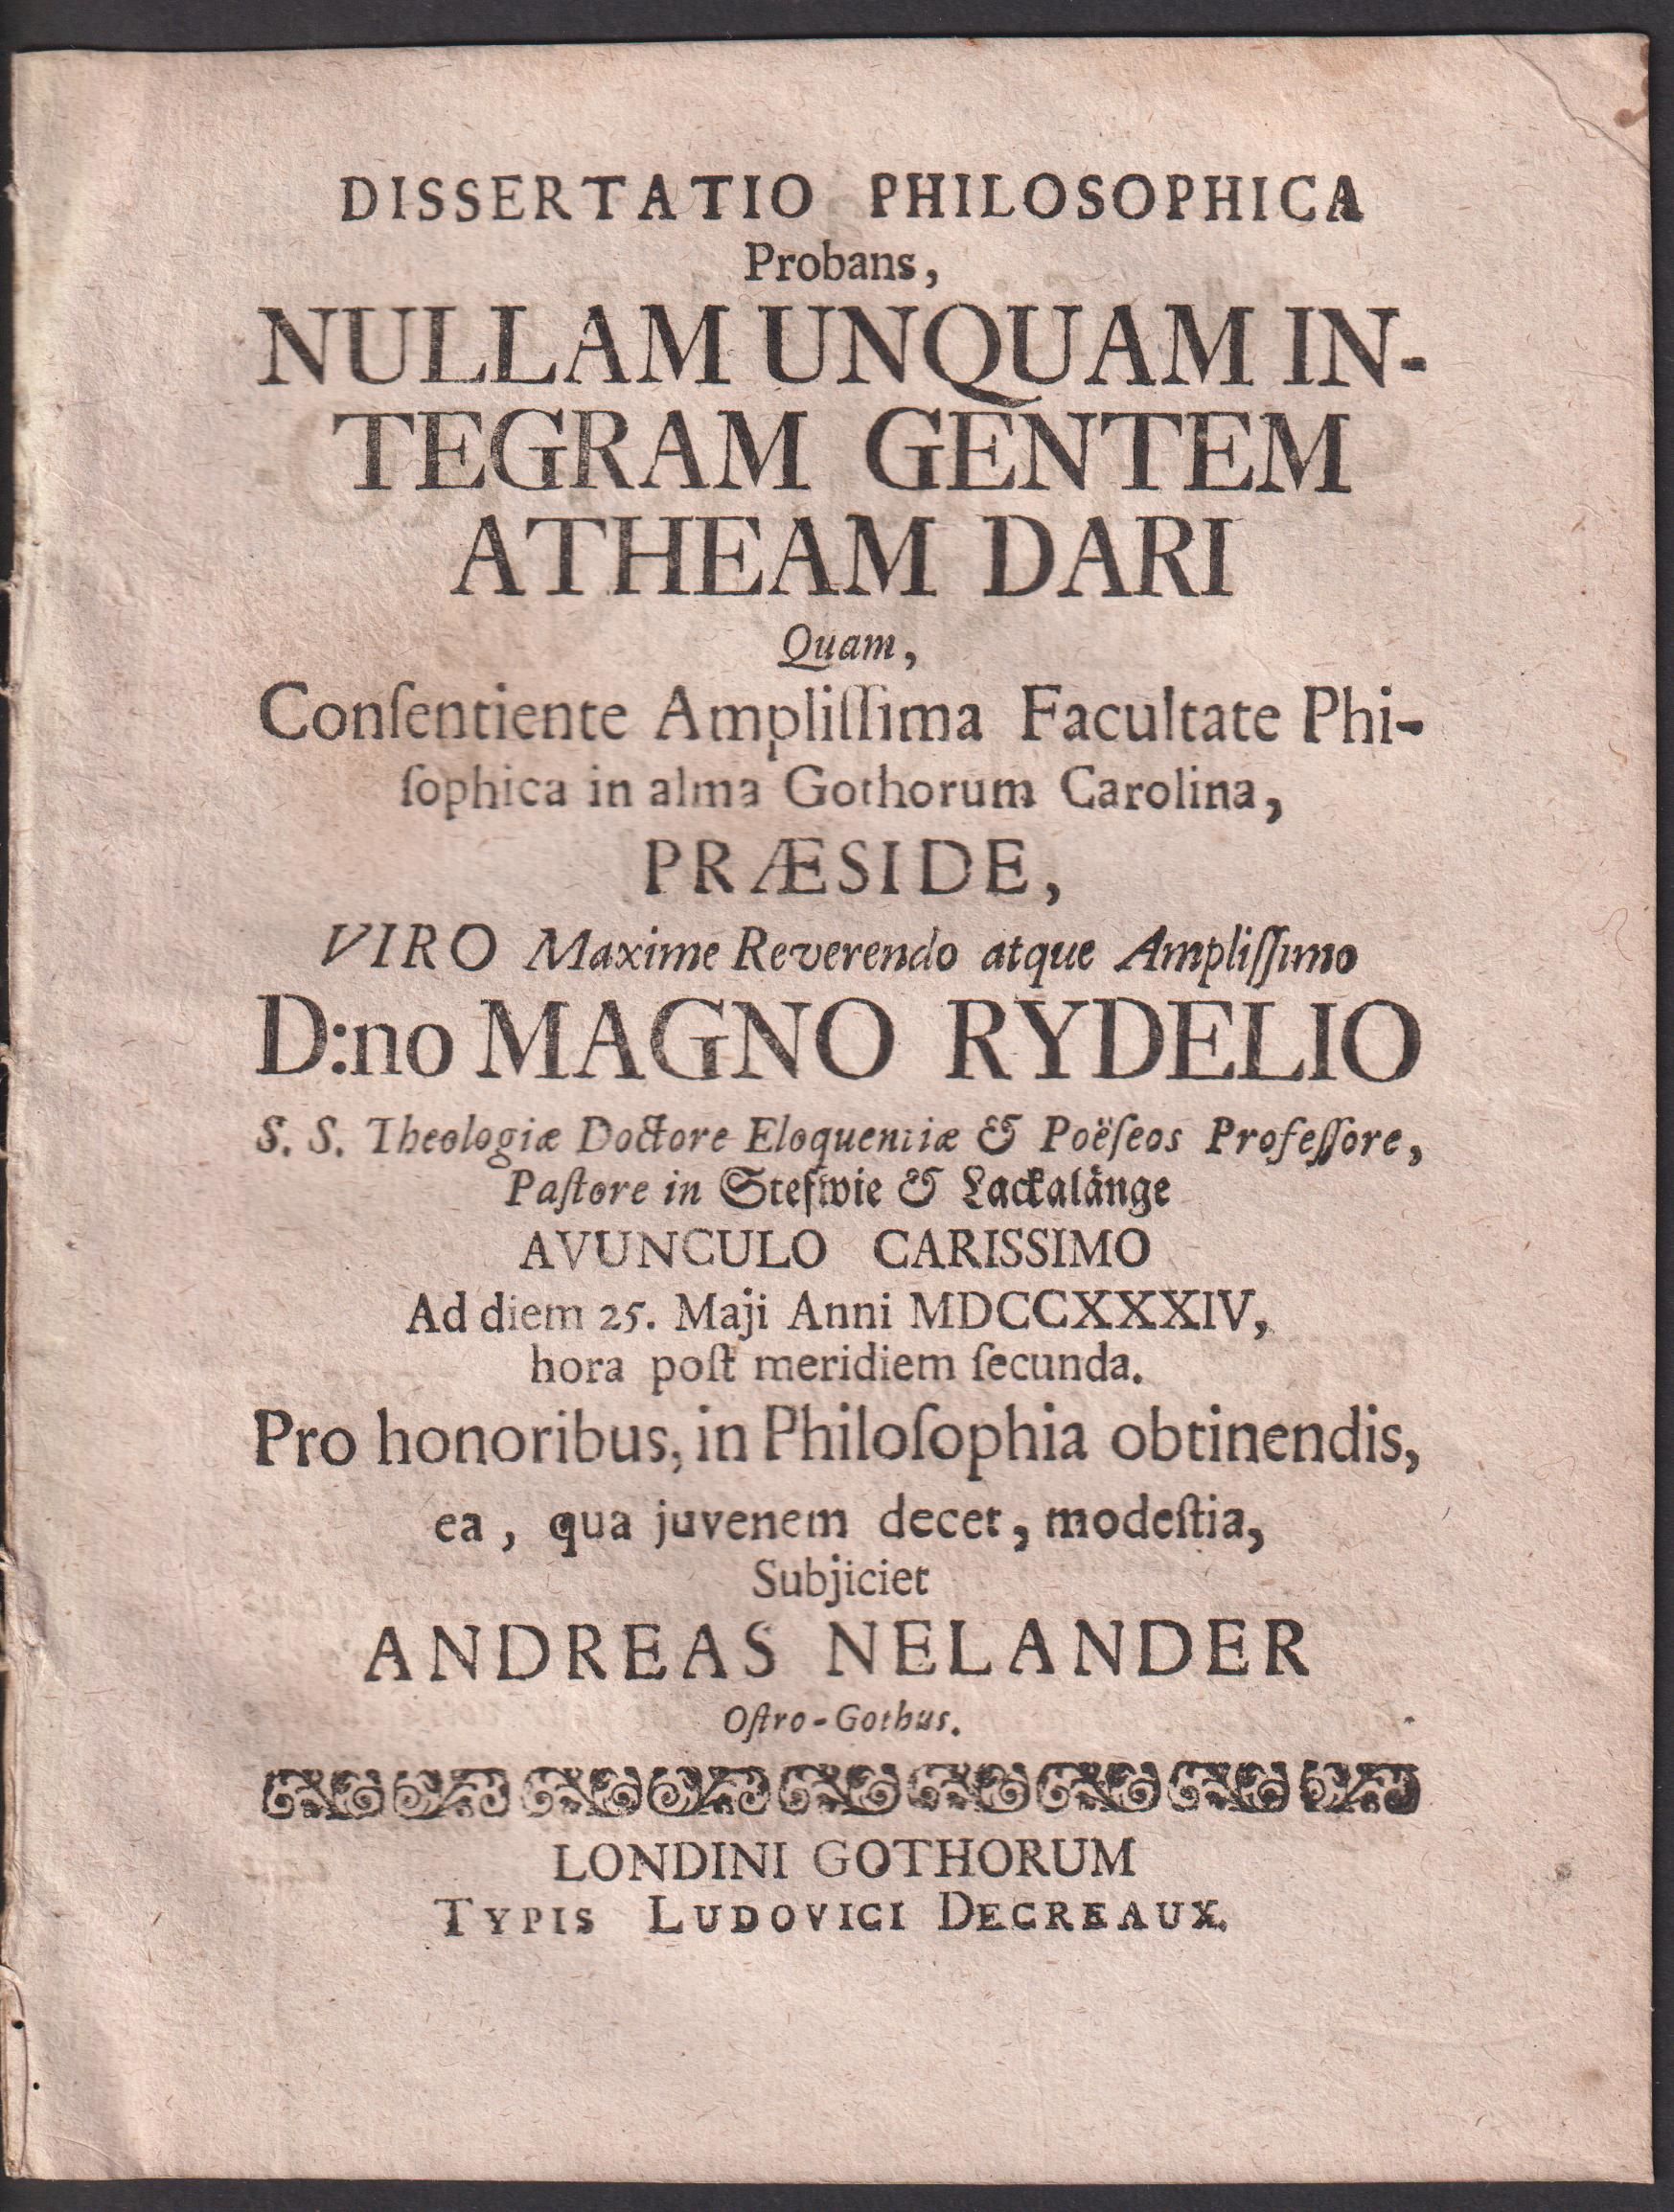 DISSERTATIO PHILOSOPHICA
Probans,
NULLAM UNQUAM IN-
TEGRAM GENTEM
ATHEAM DARI
Quam,
Conſentiente Ampliſſima Facultate Phi-
ſophica in alma Gothorum Carolina,
PRÆSIDE,
VIRO Maxime Reverendo atque Ampliſſimo
D:no MAGNO RYDELIO
S. S. Theologiæ Doctore Eloquentiæ & Poëſeos Profeſſore,
Paſtore in Stefwie & Lackalänge
AVUNCULO CARISSIMO
Ad diem 25. Maji Anni MDCCXXXIV,
hora poſt meridiem ſecunda.
Pro honoribus, in Philoſophia obtinendis,
ea, qua juvenem decet, modeſtia,
Subjiciet
ANDREAS NELANDER
Oſtro-Gothus.
LONDINI GOTHORUM
TYPIS LUDOVICI DECREAUX.